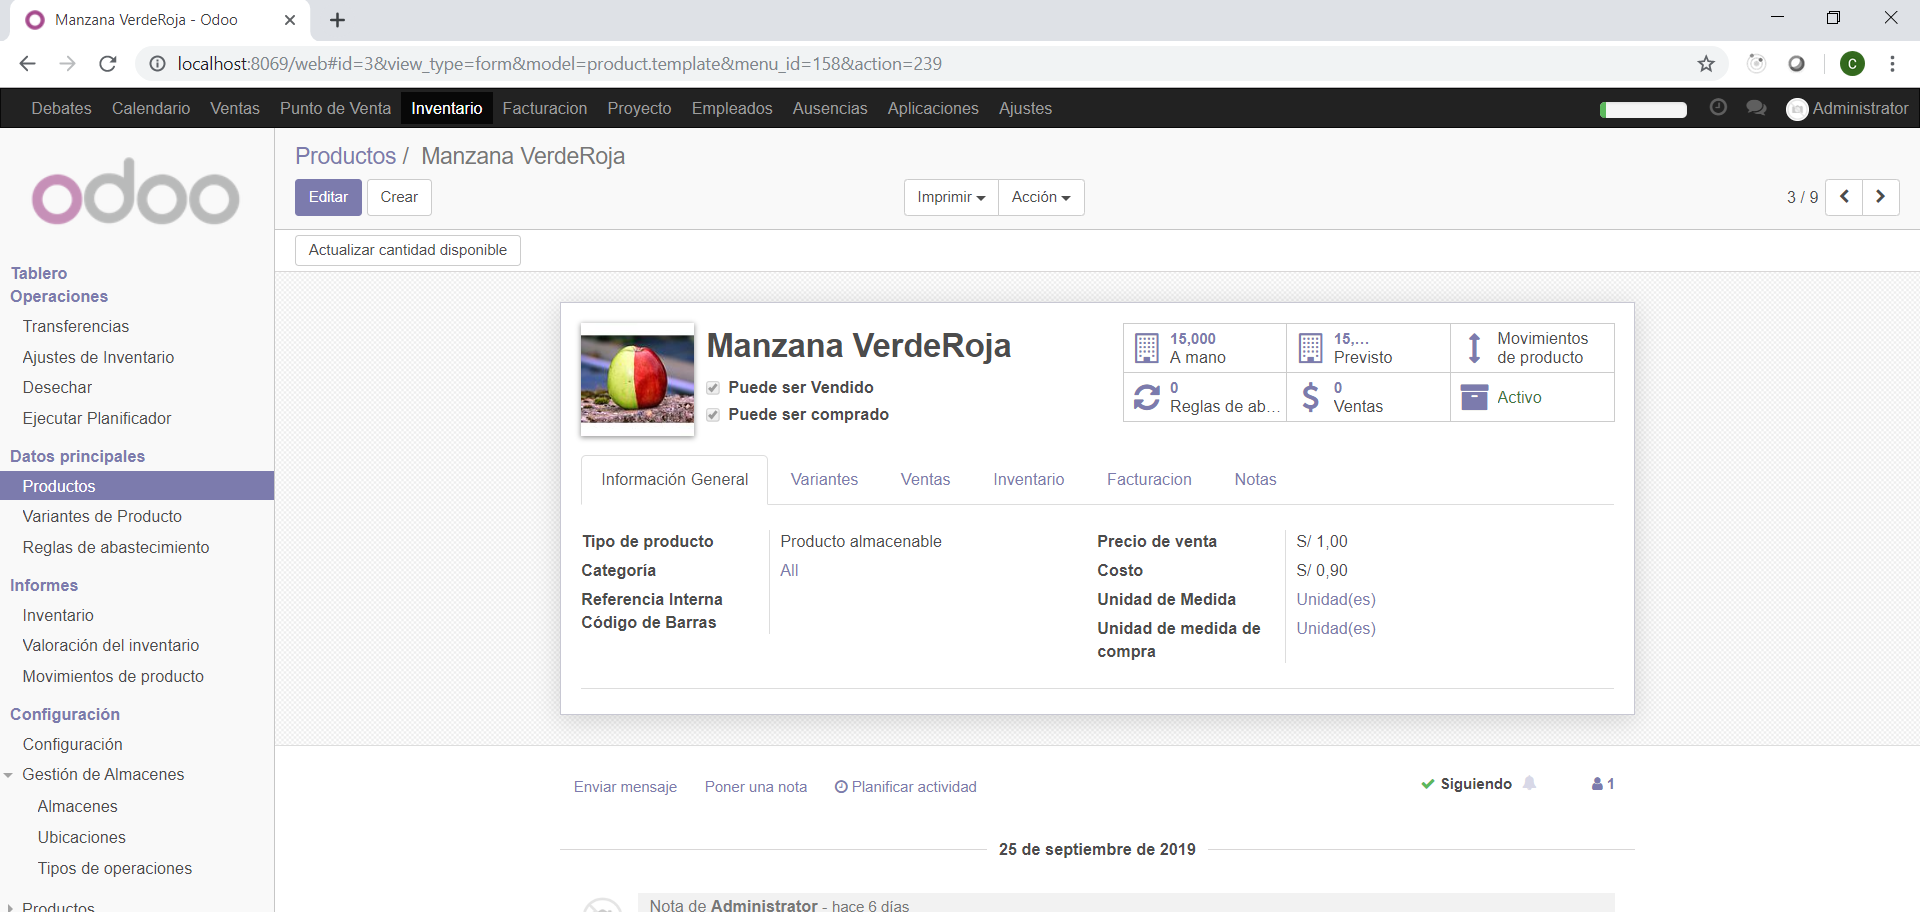 Manzana VerdeRoja - Odoo
localhost:8069/web#id=3&view_type=form&model=product.template&menu_id=158&action=239
C
Debates Calendario Ventas Punto de Venta Inventario Facturacion Proyecto Empleados Ausencias Aplicaciones Ajustes Administrator
odoo
Productos / Manzana VerdeRoja
Editar Crear Imprimir Acción 3 / 9
Actualizar cantidad disponible
Tablero
Operaciones
Transferencias
Ajustes de Inventario
Desechar
Ejecutar Planificador
Datos principales
Productos
Variantes de Producto
Reglas de abastecimiento
Informes
Inventario
Valoración del inventario
Movimientos de producto
Configuración
Configuración
Gestión de Almacenes
Almacenes
Ubicaciones
Tipos de operaciones
Productos
Manzana VerdeRoja
Puede ser Vendido
Puede ser comprado
15,000
A mano
15,...
Previsto
Movimientos
de producto
0
Reglas de ab...
0
Ventas
Activo
Información General Variantes Ventas Inventario Facturacion Notas
Tipo de producto Producto almacenable
Categoría All
Referencia Interna
Código de Barras
Precio de venta S/ 1,00
Costo S/ 0,90
Unidad de Medida Unidad(es)
Unidad de medida de Unidad(es)
compra
Enviar mensaje Poner una nota Planificar actividad Siguiendo 1
25 de septiembre de 2019
Nota de Administrator - hace 6 días